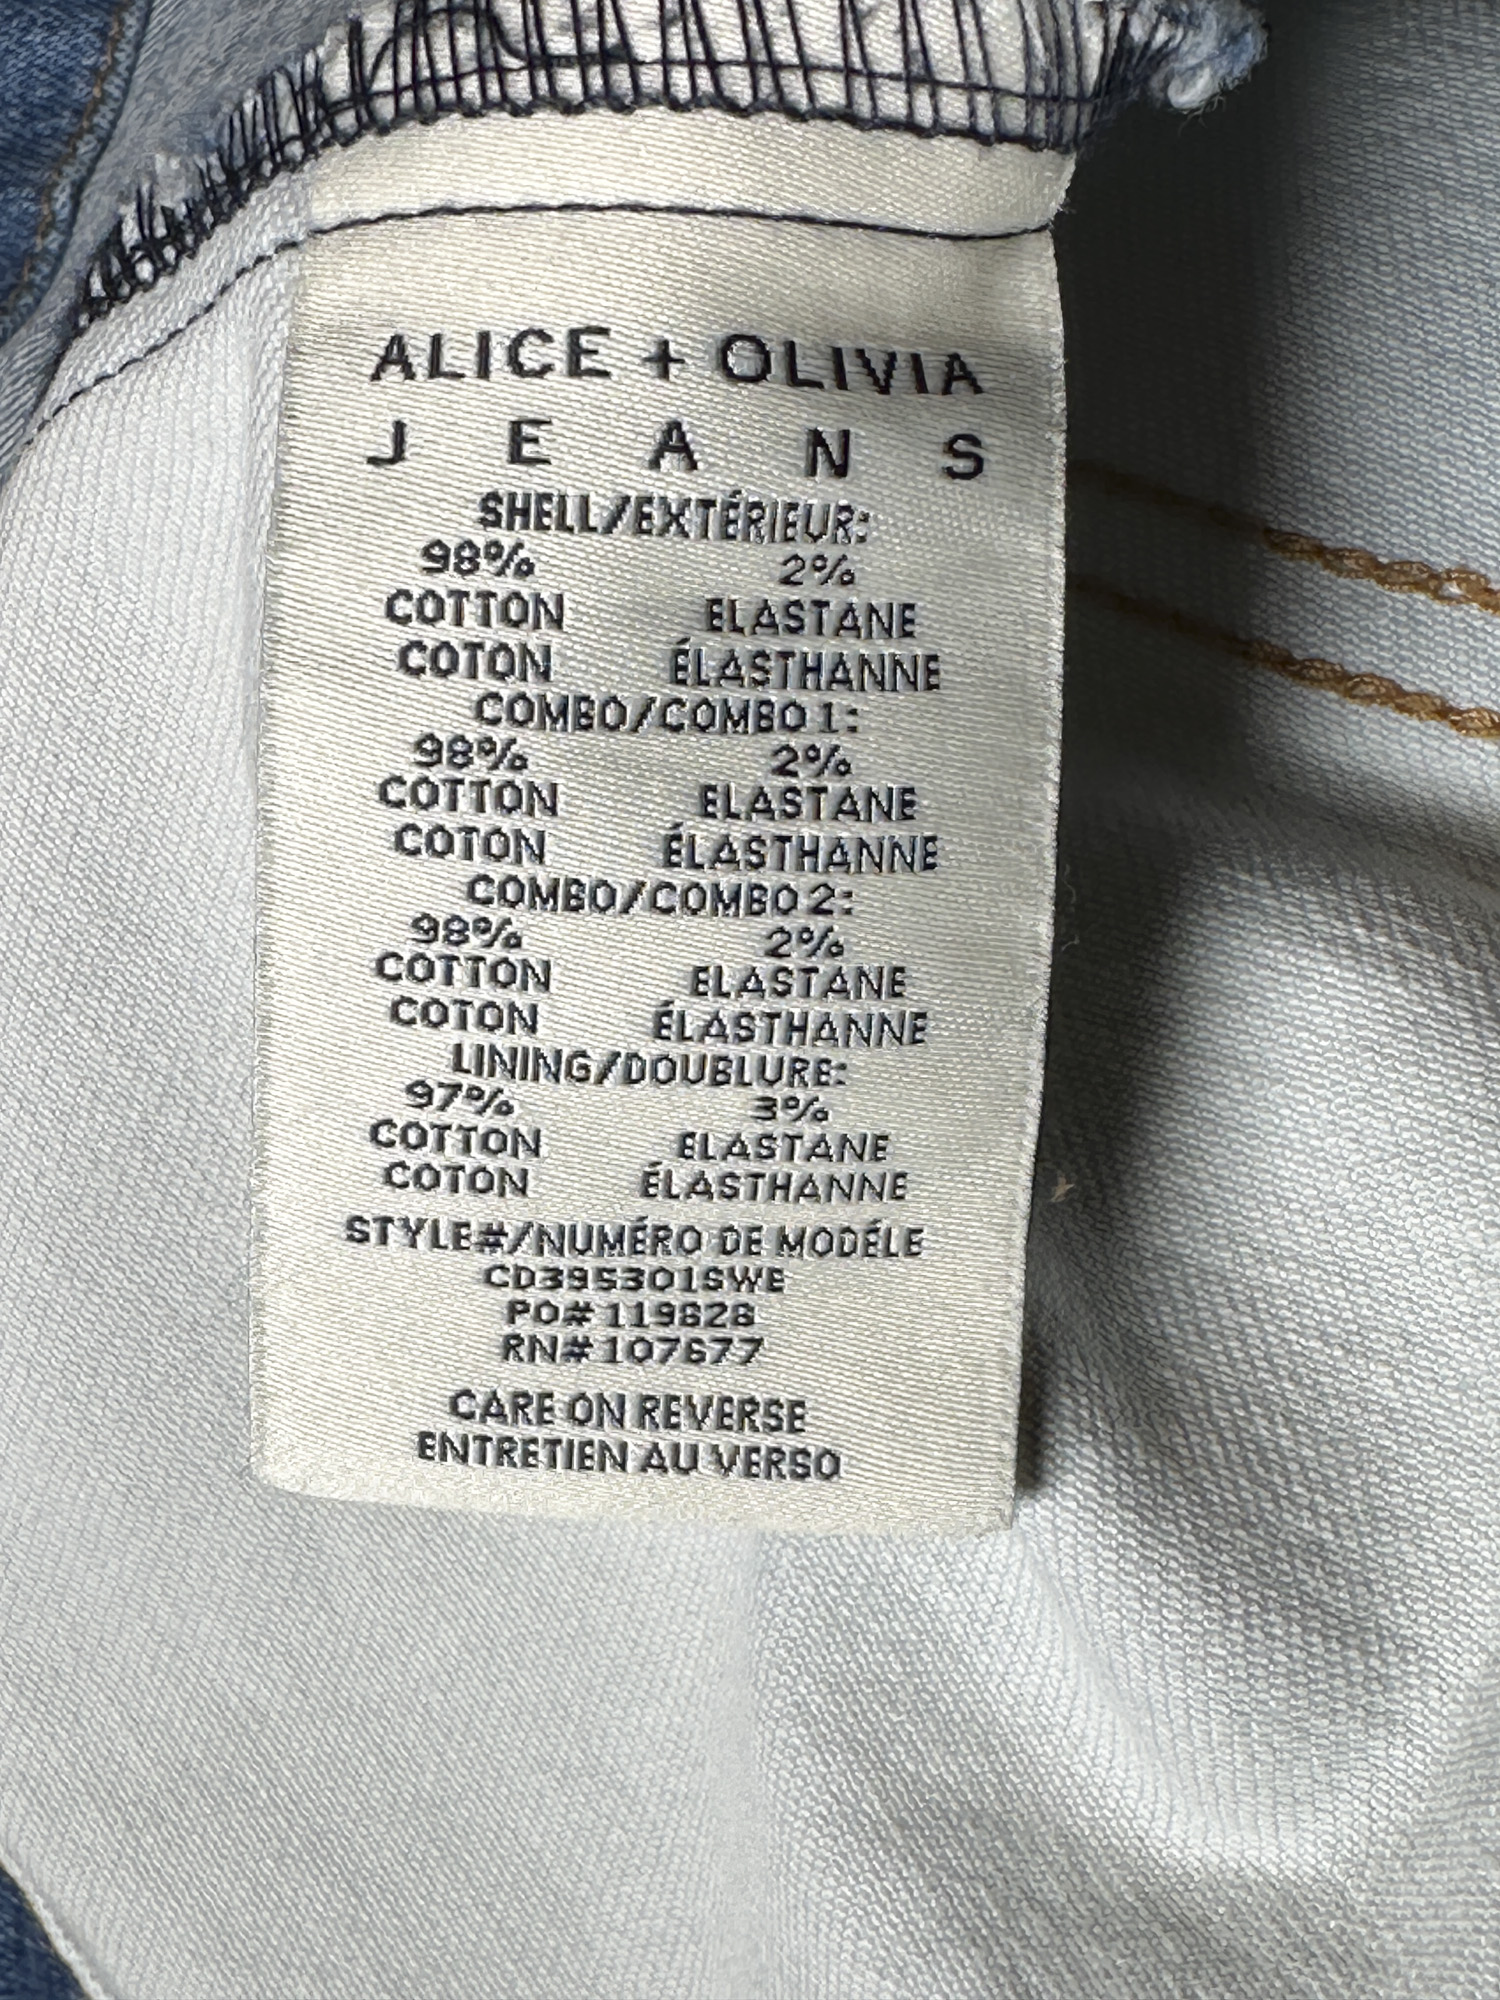 ALICE + OLIVIA
J E A N S
SHELL/EXTÉRIEUR:
98% 2%
COTTON ELASTANE
COTON ÉLASTHANNE
COMBO/COMBO 1:
98% 2%
COTTON ELASTANE
COTON ÉLASTHANNE
COMBO/COMBO 2:
98% 2%
COTTON ELASTANE
COTON ÉLASTHANNE
LINING/DOUBLURE:
97% 3%
COTTON ELASTANE
COTON ÉLASTHANNE
STYLE#/NUMÉRO DE MODÉLE
CD395301SWE
PO# 119828
RN# 107677
CARE ON REVERSE
ENTRETIEN AU VERSO